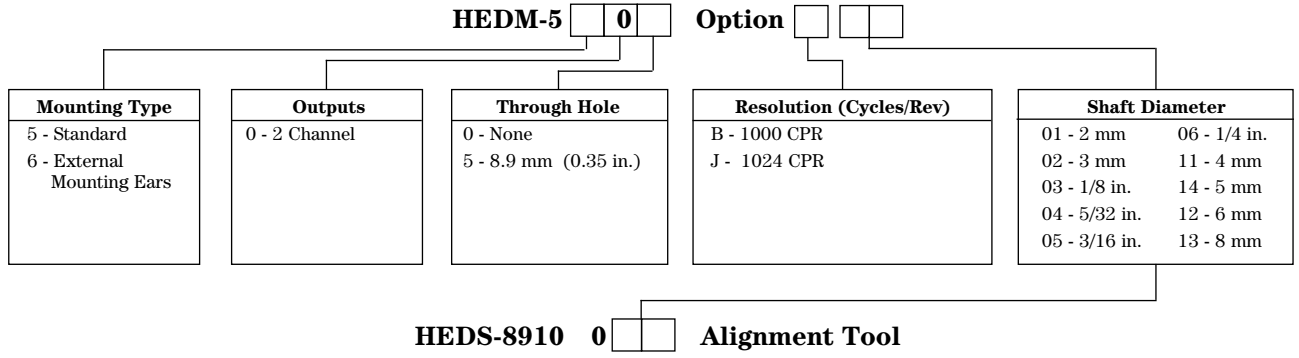 HEDM-5 0 Option
Mounting Type
5 - Standard
6 - External
Mounting Ears
Outputs
0 - 2 Channel
Through Hole
0 - None
5 - 8.9 mm (0.35 in.)
Resolution (Cycles/Rev)
B - 1000 CPR
J - 1024 CPR
Shaft Diameter
01 - 2 mm
02 - 3 mm
03 - 1/8 in.
04 - 5/32 in.
05 - 3/16 in.
06 - 1/4 in.
11 - 4 mm
14 - 5 mm
12 - 6 mm
13 - 8 mm
HEDS-8910 0 Alignment Tool